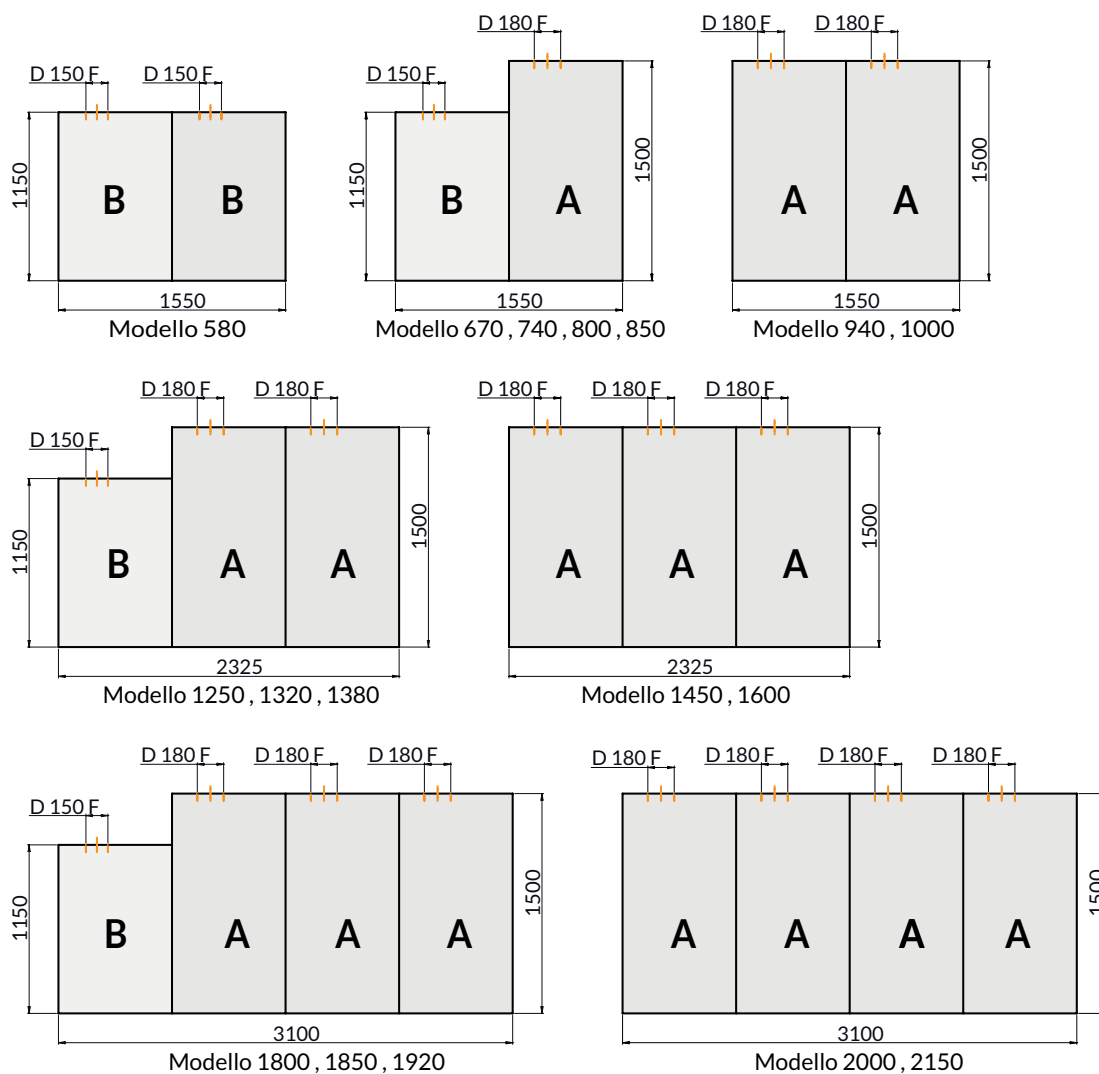 D 180 F
D 180 F
D 180 F
D 150 F
D 150 F
D 150 F
1150
B
B
1550
Modello 580
1150
B
A
1500
1550
Modello 670 , 740 , 800 , 850
A
A
1500
1550
Modello 940 , 1000
D 180 F
D 180 F
D 150 F
1150
B
A
A
1500
2325
Modello 1250 , 1320 , 1380
D 180 F
D 180 F
D 180 F
A
A
A
1500
2325
Modello 1450 , 1600
D 180 F
D 180 F
D 180 F
D 150 F
1150
B
A
A
A
1500
3100
Modello 1800 , 1850 , 1920
D 180 F
D 180 F
D 180 F
D 180 F
A
A
A
A
1500
3100
Modello 2000 , 2150